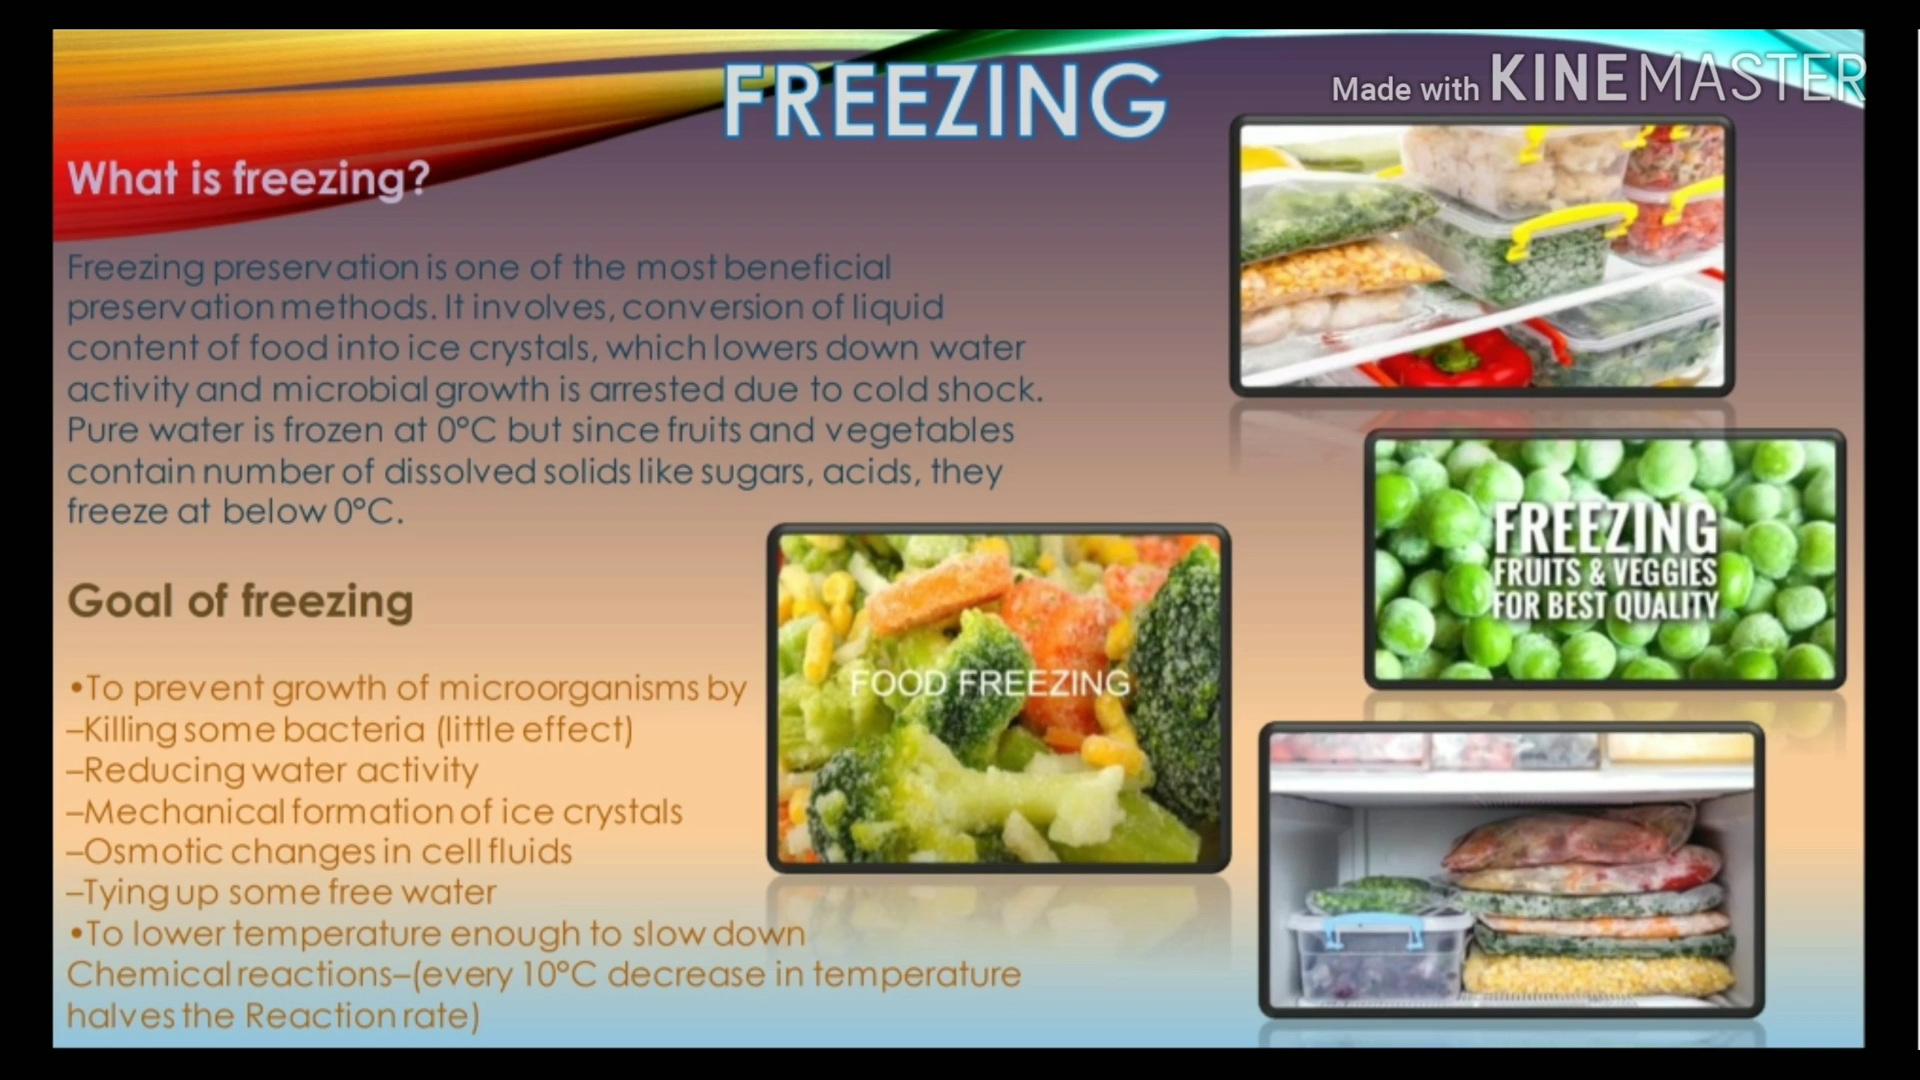 FREEZING
Made with KINEMASTER
What is freezing?
Freezing preservation is one of the most beneficial
preservation methods. It involves, conversion of liquid
content of food into ice crystals, which lowers down water
activity and microbial growth is arrested due to cold shock.
Pure water is frozen at 0°C but since fruits and vegetables
contain number of dissolved solids like sugars, acids, they
freeze at below 0°C.
FREEZING
FRUITS & VEGGIES
FOR BEST QUALITY
Goal of freezing
•To prevent growth of microorganisms by
–Killing some bacteria (little effect)
–Reducing water activity
–Mechanical formation of ice crystals
–Osmotic changes in cell fluids
–Tying up some free water
•To lower temperature enough to slow down
Chemical reactions–(every 10°C decrease in temperature
halves the Reaction rate)
FOOD FREEZING